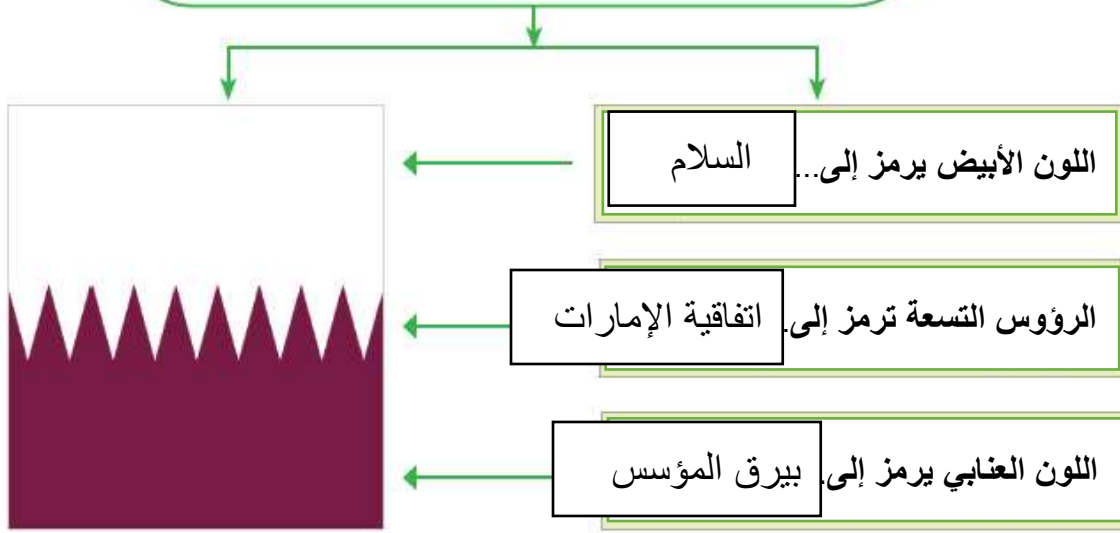 اللون الأبيض يرمز إلى... السلام
الرؤوس التسعة ترمز إلى. اتفاقية الإمارات
اللون العنابي يرمز إلى. بيرق المؤسس